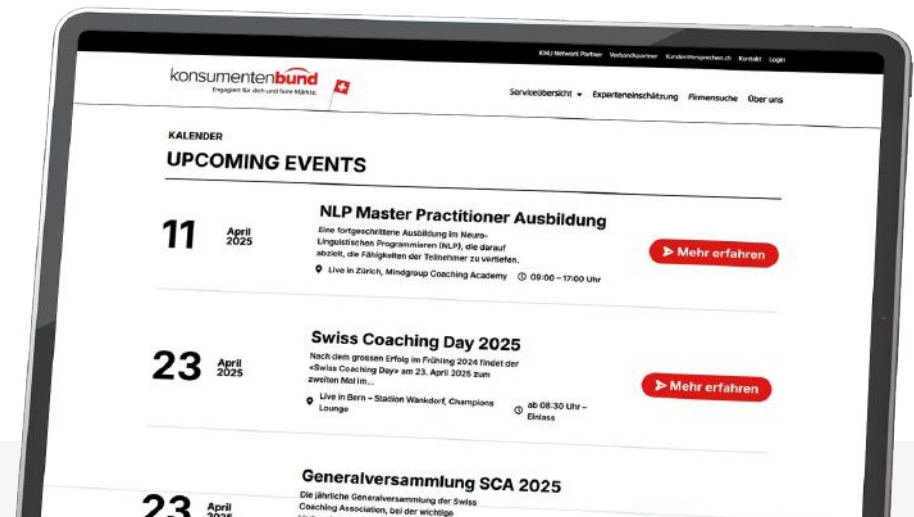 KMU Network Partner Verbandspartner Kundenversprechen.ch Kontakt Login
konsumentenbund
Engagiert für dich und faire Märkte.
Serviceübersicht Experteneinschätzung Firmensuche Über uns
KALENDER
UPCOMING EVENTS
11 April 2025
NLP Master Practitioner Ausbildung
Eine fortgeschrittene Ausbildung im Neuro-
Linguistischen Programmieren (NLP), die darauf
abzielt, die Fähigkeiten der Teilnehmer zu vertiefen.
Live in Zürich, Mindgroup Coaching Academy 09:00 – 17:00 Uhr
Mehr erfahren
23 April 2025
Swiss Coaching Day 2025
Nach dem grossen Erfolg im Frühling 2024 findet der
«Swiss Coaching Day» am 23. April 2025 zum
zweiten Mal im...
Live in Bern – Stadion Wankdorf, Champions
Lounge
ab 08:30 Uhr –
Einlass
Mehr erfahren
23 April 2025
Generalversammlung SCA 2025
Die jährliche Generalversammlung der Swiss
Coaching Association, bei der wichtige